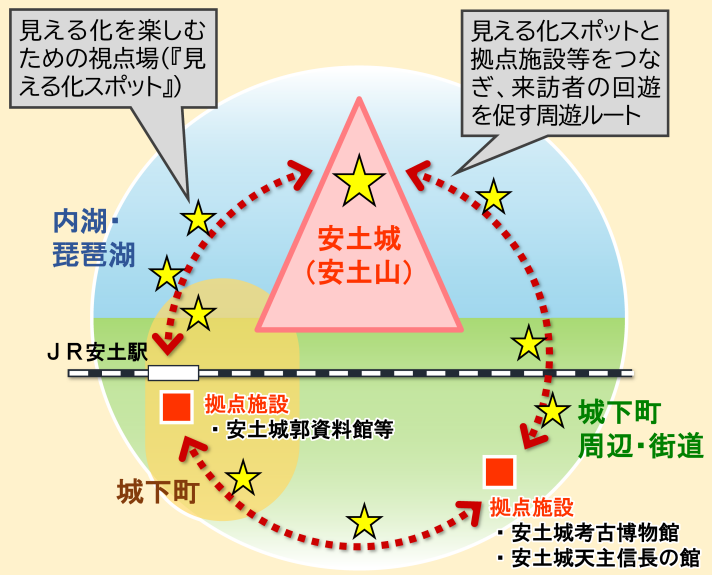 見える化を楽しむ
ための視点場(『見
える化スポット』)
見える化スポットと
拠点施設等をつな
ぎ、来訪者の回遊
を促す周遊ルート
内湖・
琵琶湖
安土城
(安土山)
JR安土駅
拠点施設
・安土城郭資料館等
城下町
城下町
周辺・街道
拠点施設
・安土城考古博物館
・安土城天主信長の館